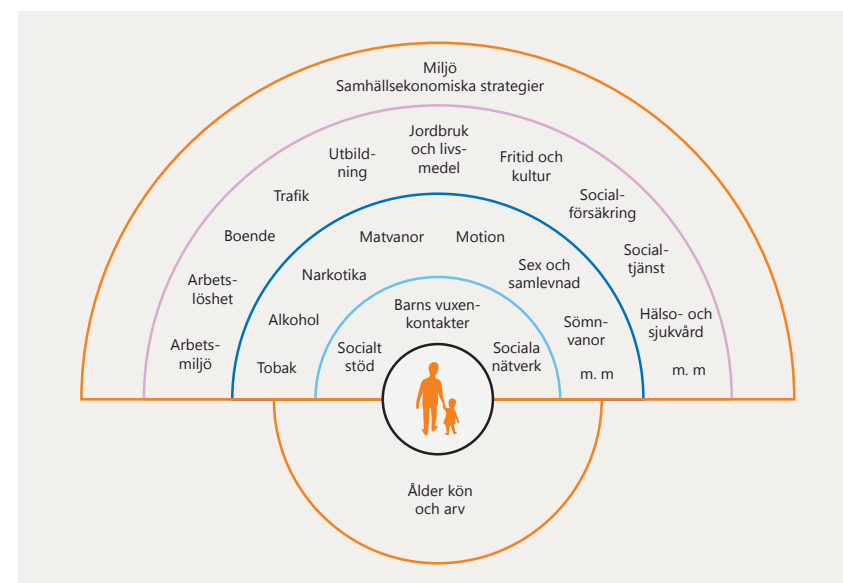 Miljö
Samhällsekonomiska strategier
Jordbruk
och livs-
medel
Utbild-
ning
Fritid och
kultur
Trafik
Social-
försäkring
Boende
Social-
tjänst
Arbets-
löshet
Hälso- och
sjukvård
Arbets-
miljö
m. m
Matvanor
Motion
Narkotika
Sex och
samlevnad
Alkohol
Sömn-
vanor
Tobak
m. m
Barns vuxen-
kontakter
Socialt
stöd
Sociala
nätverk
Ålder kön
och arv